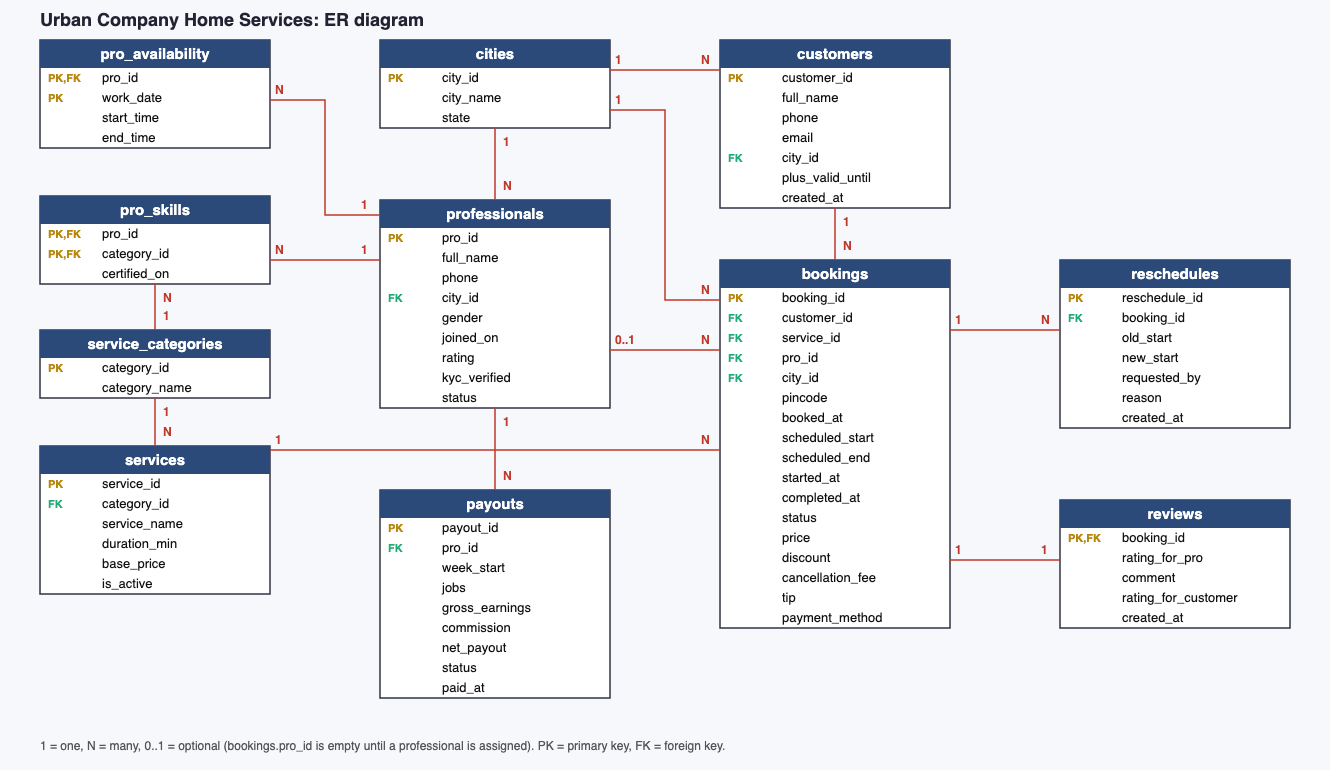 Urban Company Home Services: ER diagram
pro_availability
PK,FK pro_id
PK work_date
start_time
end_time
cities
PK city_id
city_name
state
customers
PK customer_id
full_name
phone
email
FK city_id
plus_valid_until
created_at
1 N
1
N
1
N
1
1
N
pro_skills
PK,FK pro_id
PK,FK category_id
certified_on
N 1
professionals
PK pro_id
full_name
phone
FK city_id
gender
joined_on
rating
kyc_verified
status
N
0..1 N
bookings
PK booking_id
FK customer_id
FK service_id
FK pro_id
FK city_id
pincode
booked_at
scheduled_start
scheduled_end
started_at
completed_at
status
price
discount
cancellation_fee
tip
payment_method
1 N
reschedules
PK reschedule_id
FK booking_id
old_start
new_start
requested_by
reason
created_at
N
1
service_categories
PK category_id
category_name
1
N
1 N
services
PK service_id
FK category_id
service_name
duration_min
base_price
is_active
1
N
payouts
PK payout_id
FK pro_id
week_start
jobs
gross_earnings
commission
net_payout
status
paid_at
1 1
reviews
PK,FK booking_id
rating_for_pro
comment
rating_for_customer
created_at
1 = one, N = many, 0..1 = optional (bookings.pro_id is empty until a professional is assigned). PK = primary key, FK = foreign key.